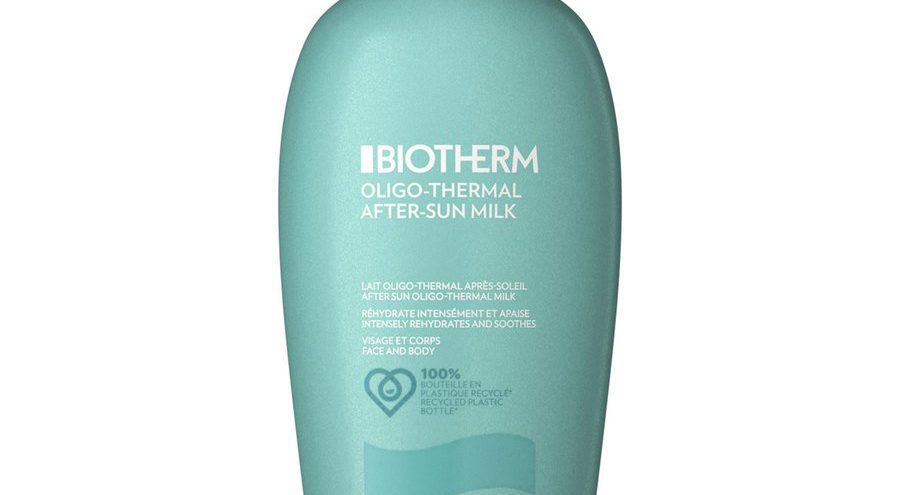 BIOTHERM
OLIGO-THERMAL
AFTER-SUN MILK
LAIT OLIGO-THERMAL APRÈS-SOLEIL
AFTER SUN OLIGO-THERMAL MILK
RÉHYDRATE INTENSÉMENT ET APAISE
INTENSELY REHYDRATES AND SOOTHES
VISAGE ET CORPS
FACE AND BODY
100%
BOUTEILLE EN
PLASTIQUE RECYCLÉ*
RECYCLED PLASTIC
BOTTLE*